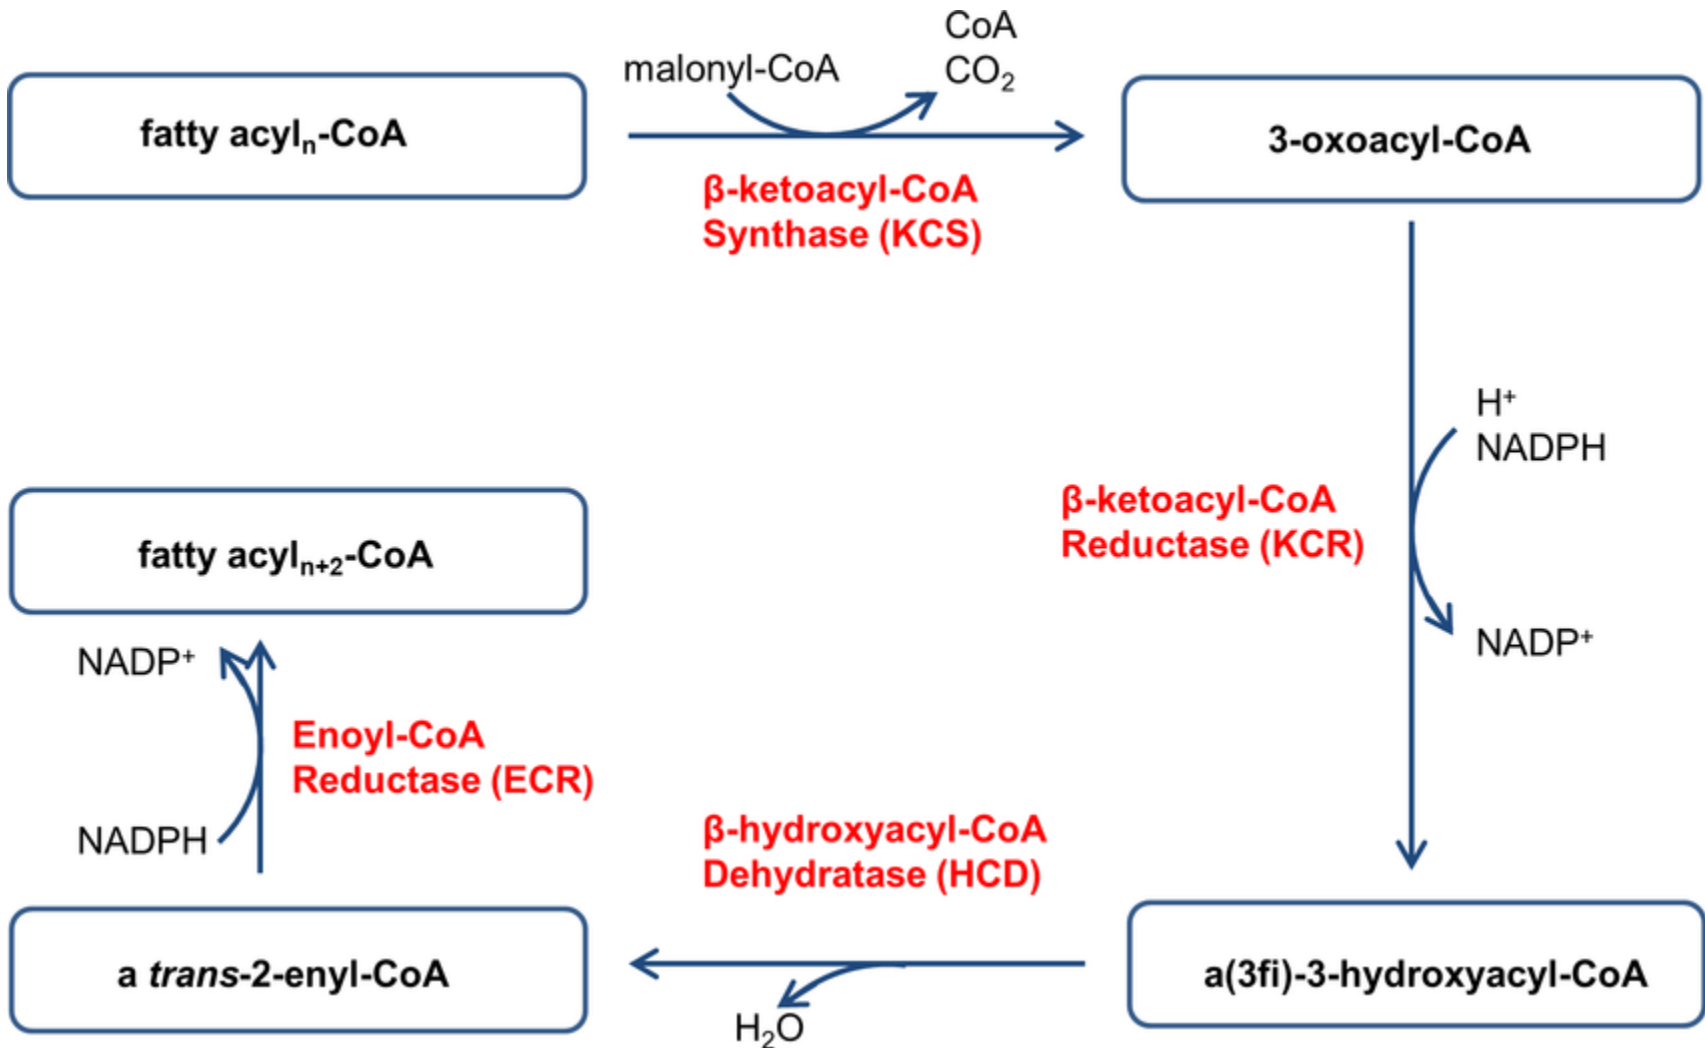 CoA
malonyl-CoA
CO₂
fatty acylₙ-CoA
3-oxoacyl-CoA
β-ketoacyl-CoA
Synthase (KCS)
H⁺
NADPH
β-ketoacyl-CoA
Reductase (KCR)
NADP⁺
fatty acylₙ₊₂-CoA
NADP⁺
Enoyl-CoA
Reductase (ECR)
NADPH
β-hydroxyacyl-CoA
Dehydratase (HCD)
a trans-2-enyl-CoA
a(3fi)-3-hydroxyacyl-CoA
H₂O